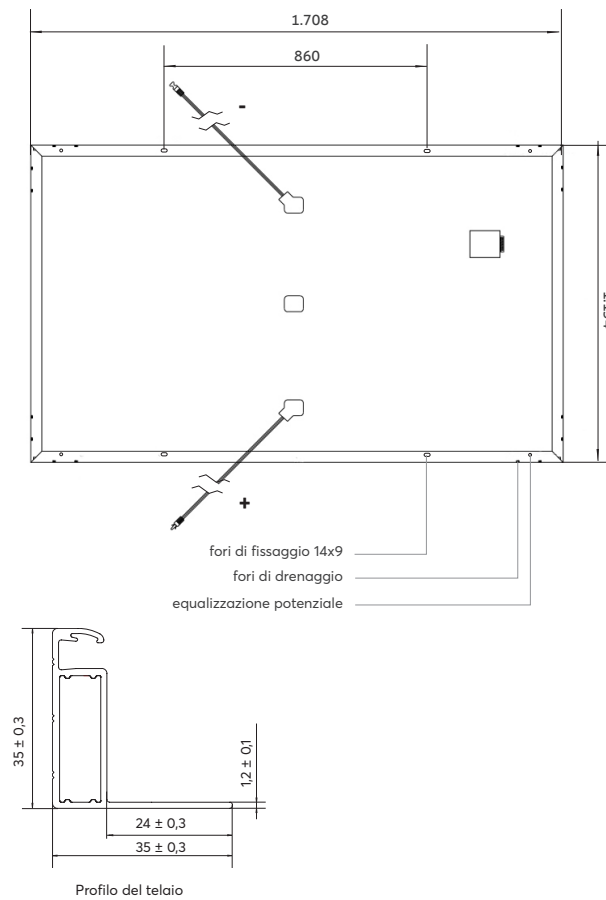 1.708
860
-
+
fori di fissaggio 14x9
fori di drenaggio
equalizzazione potenziale
35 ± 0,3
1,2 ± 0,1
24 ± 0,3
35 ± 0,3
Profilo del telaio